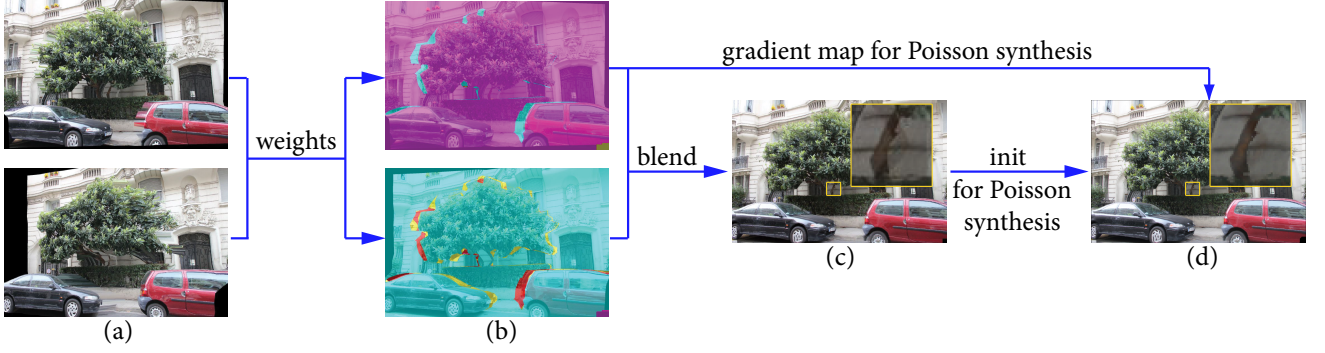 gradient map for Poisson synthesis
weights
blend
init
for Poisson
synthesis
(a)
(b)
(c)
(d)